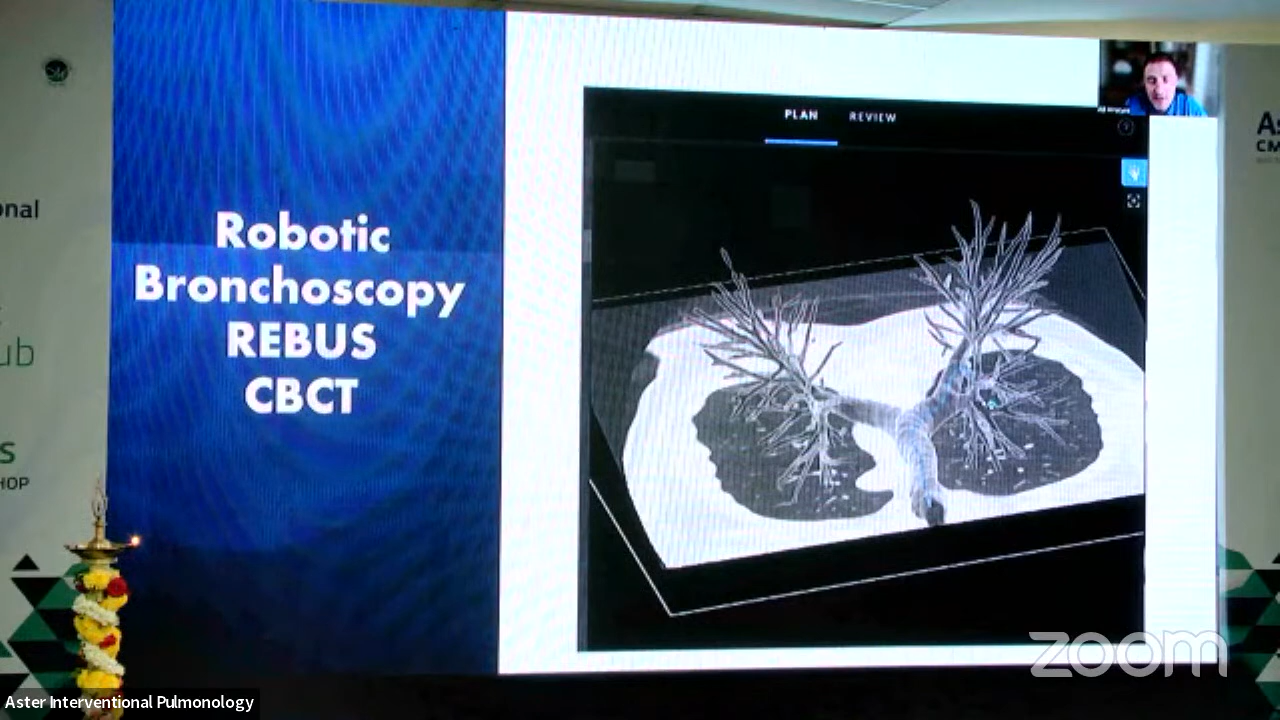 PLAN REVIEW
Robotic
Bronchoscopy
REBUS
CBCT
onal
ub
S
HOP
As
CM
zoom
Aster Interventional Pulmonology